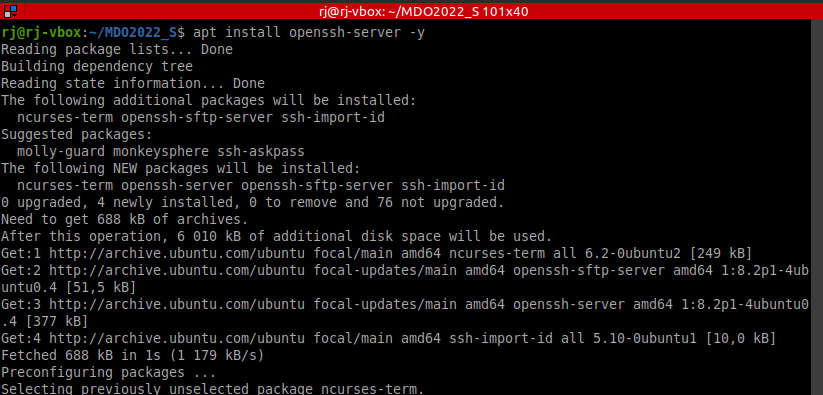 rj@rj-vbox: ~/MDO2022_S 101x40
rj@rj-vbox:~/MDO2022_S$ apt install openssh-server -y
Reading package lists... Done
Building dependency tree
Reading state information... Done
The following additional packages will be installed:
  ncurses-term openssh-sftp-server ssh-import-id
Suggested packages:
  molly-guard monkeysphere ssh-askpass
The following NEW packages will be installed:
  ncurses-term openssh-server openssh-sftp-server ssh-import-id
0 upgraded, 4 newly installed, 0 to remove and 76 not upgraded.
Need to get 688 kB of archives.
After this operation, 6 010 kB of additional disk space will be used.
Get:1 http://archive.ubuntu.com/ubuntu focal/main amd64 ncurses-term all 6.2-0ubuntu2 [249 kB]
Get:2 http://archive.ubuntu.com/ubuntu focal-updates/main amd64 openssh-sftp-server amd64 1:8.2p1-4ub
untu0.4 [51,5 kB]
Get:3 http://archive.ubuntu.com/ubuntu focal-updates/main amd64 openssh-server amd64 1:8.2p1-4ubuntu0
.4 [377 kB]
Get:4 http://archive.ubuntu.com/ubuntu focal/main amd64 ssh-import-id all 5.10-0ubuntu1 [10,0 kB]
Fetched 688 kB in 1s (1 179 kB/s)
Preconfiguring packages ...
Selecting previously unselected package ncurses-term.